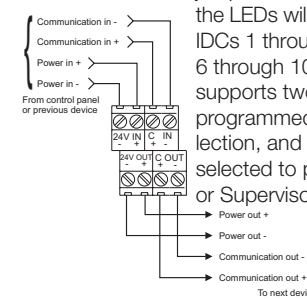 Communication in -
Communication in +
Power in +
Power in -
From control panel
or previous device
24V IN C IN
- + + -
24V OUT C OUT
- + + -
Power out +
Power out -
Communication out -
Communication out +
To next devi
the LEDs wil
IDCs 1 throu
6 through 10
supports tw
programmed
lection, and
selected to p
or Superviso